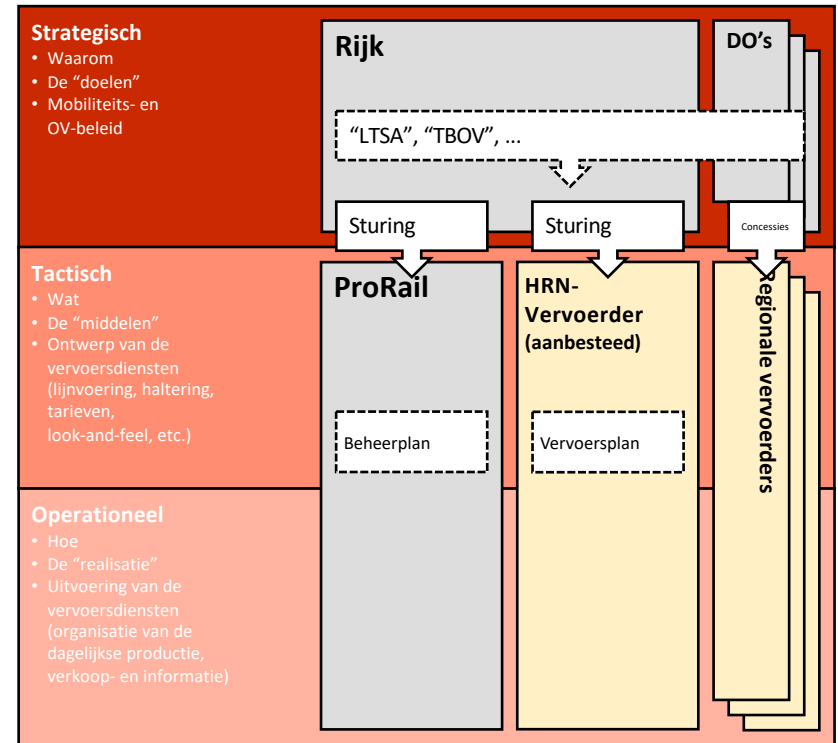 Strategisch
• Waarom
• De “doelen”
• Mobiliteits- en
OV-beleid
Rijk
DO’s
“LTSA”, “TBOV”, ...
Sturing
Sturing
Concessies
Tactisch
• Wat
• De “middelen”
• Ontwerp van de
vervoersdiensten
(lijnvoering, haltering,
tarieven,
look-and-feel, etc.)
ProRail
HRN-
Vervoerder
(aanbesteed)
Regionale vervoerders
Beheerplan
Vervoersplan
Operationeel
• Hoe
• De “realisatie”
• Uitvoering van de
vervoersdiensten
(organisatie van de
dagelijkse productie,
verkoop- en informatie)